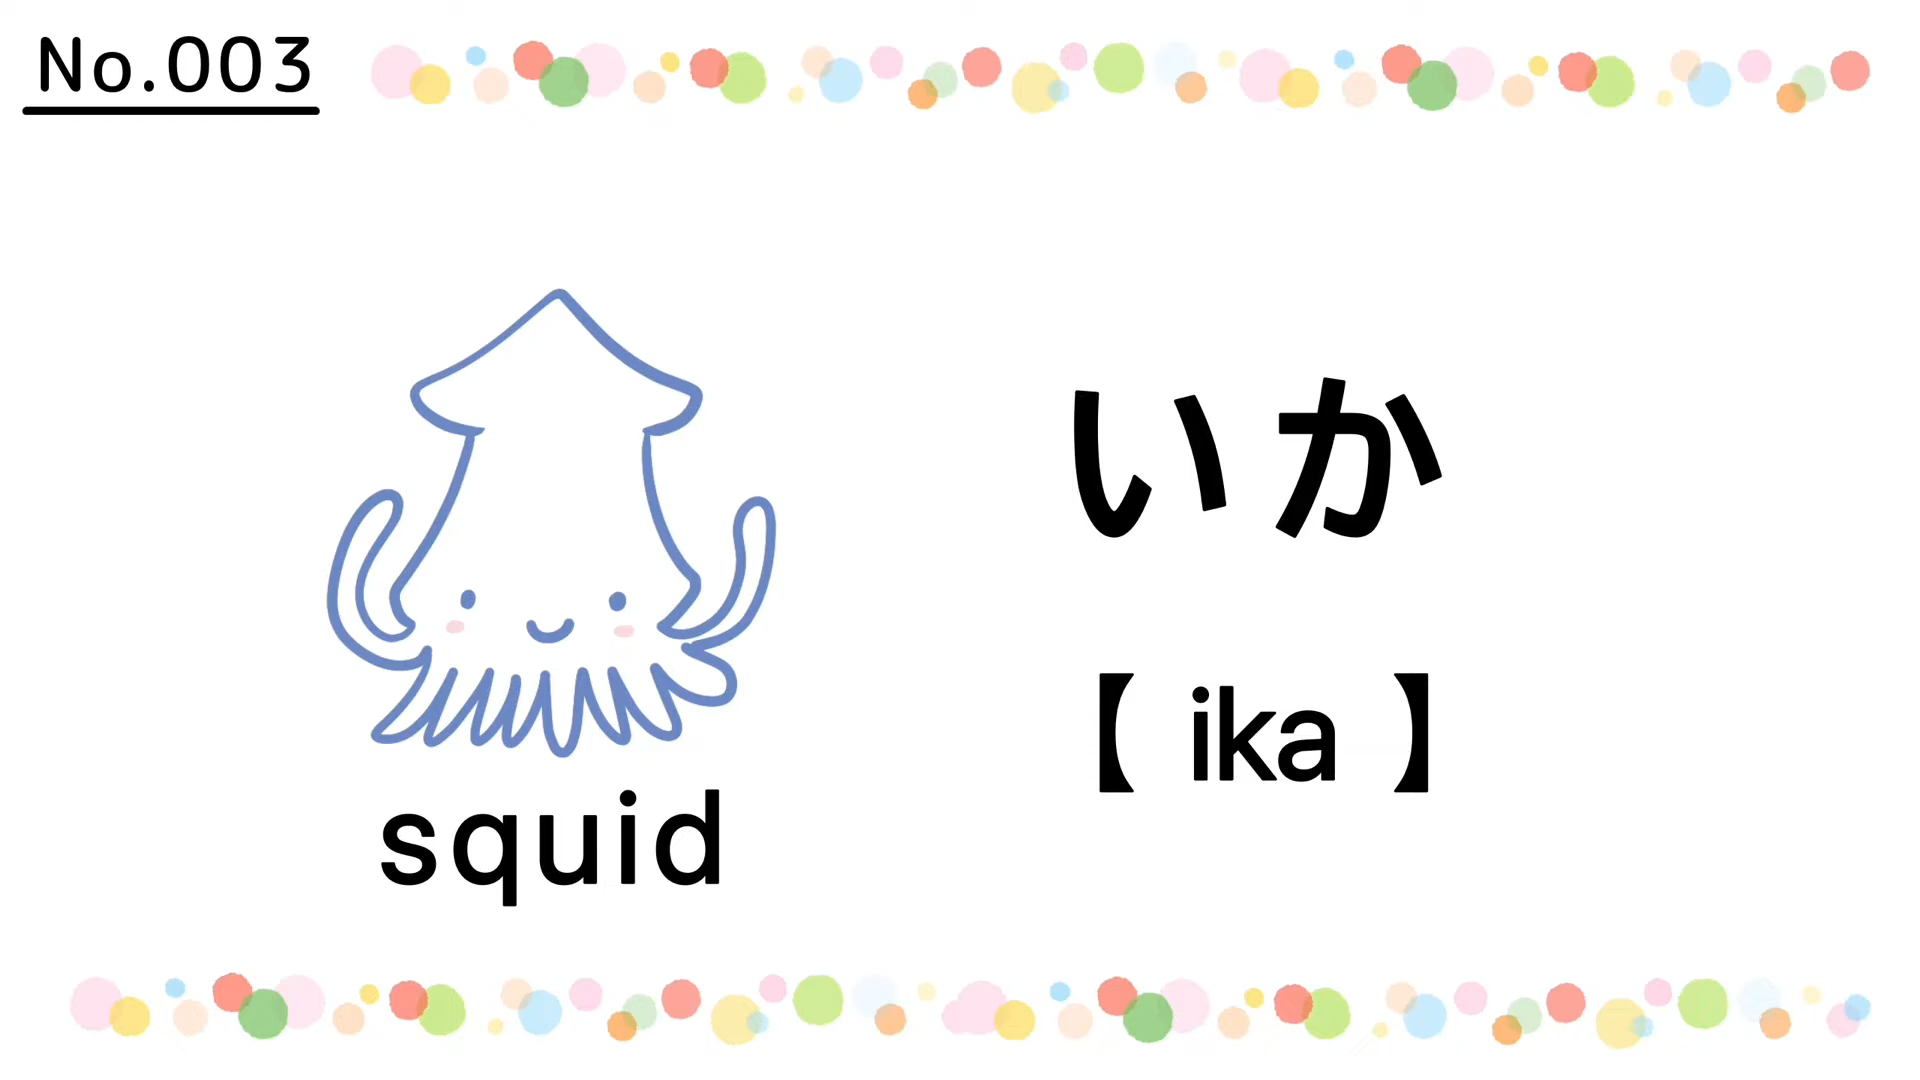 No.003
いか
【 ika 】
squid